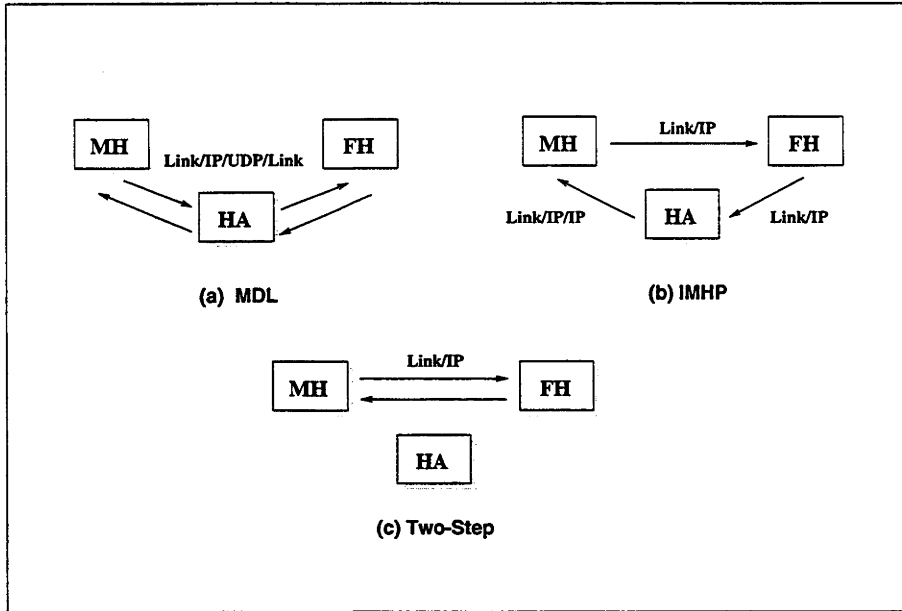 MH
Link/IP/UDP/Link
FH
HA
(a) MDL
MH
Link/IP
FH
Link/IP/IP
HA
Link/IP
(b) IMHP
MH
Link/IP
FH
HA
(c) Two-Step